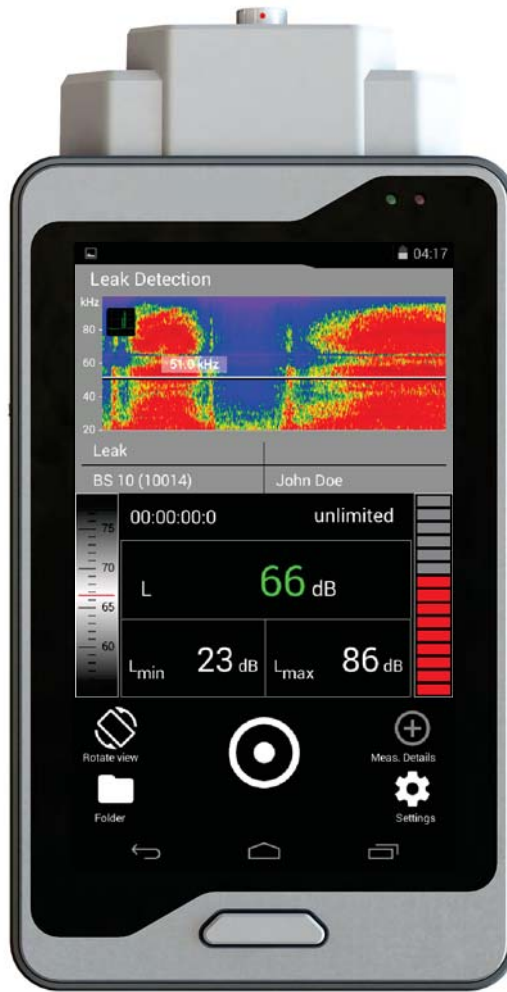 04:17
Leak Detection
kHz
80
51.0 kHz
60
40
20
Leak
BS 10 (10014) John Doe
00:00:00:0 unlimited
75
70
65
60
L 66 dB
Lmin 23 dB Lmax 86 dB
Rotate view Meas. Details
Folder Settings